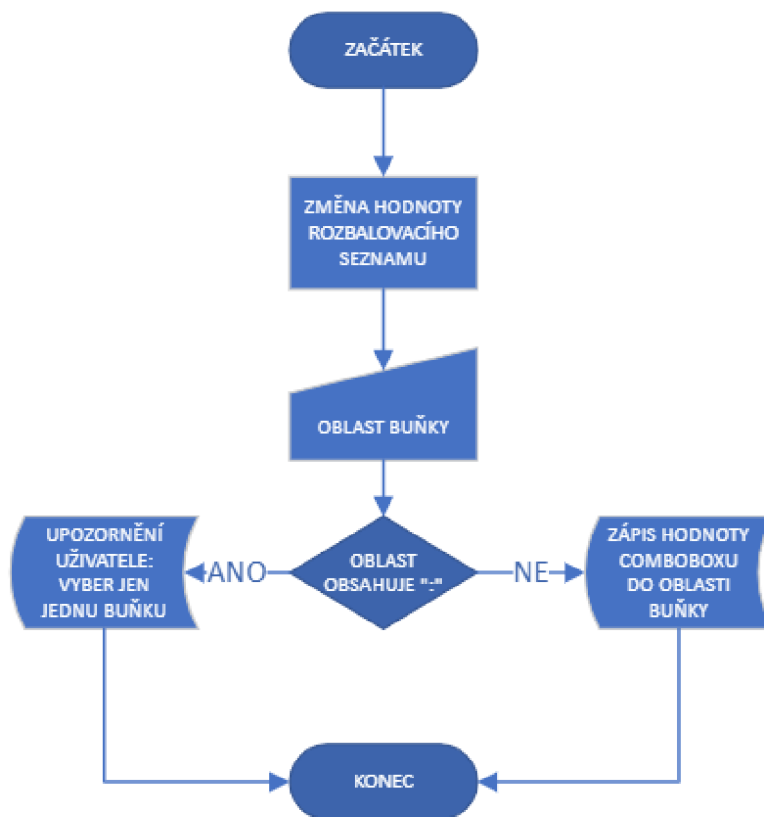 ZAČÁTEK
ZMĚNA HODNOTY
ROZBALOVACÍHO
SEZNAMU
OBLAST BUŇKY
OBLAST
OBSAHUJE ":"
ANO
NE
UPOZORNĚNÍ
UŽIVATELE:
VYBER JEN
JEDNU BUŇKU
ZÁPIS HODNOTY
COMBOBOXU
DO OBLASTI
BUŇKY
KONEC